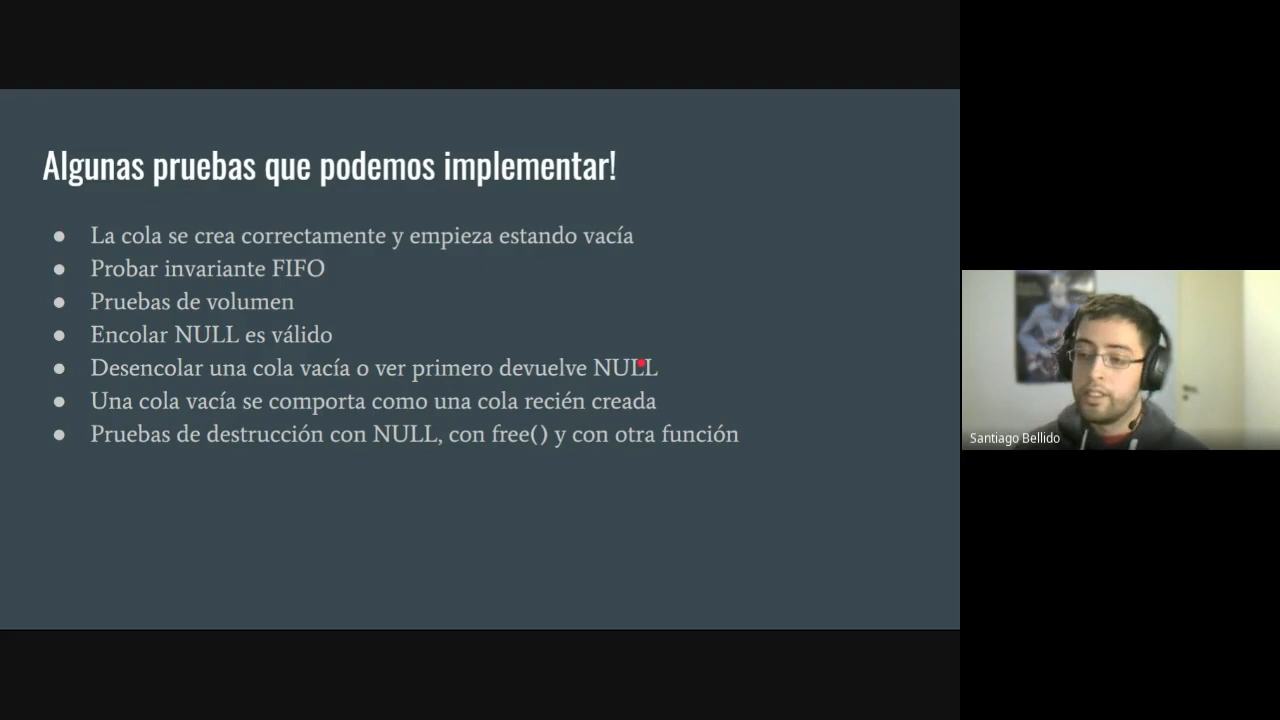 Algunas pruebas que podemos implementar!
● La cola se crea correctamente y empieza estando vacía
● Probar invariante FIFO
● Pruebas de volumen
● Encolar NULL es válido
● Desencolar una cola vacía o ver primero devuelve NULL
● Una cola vacía se comporta como una cola recién creada
● Pruebas de destrucción con NULL, con free() y con otra función
Santiago Bellido